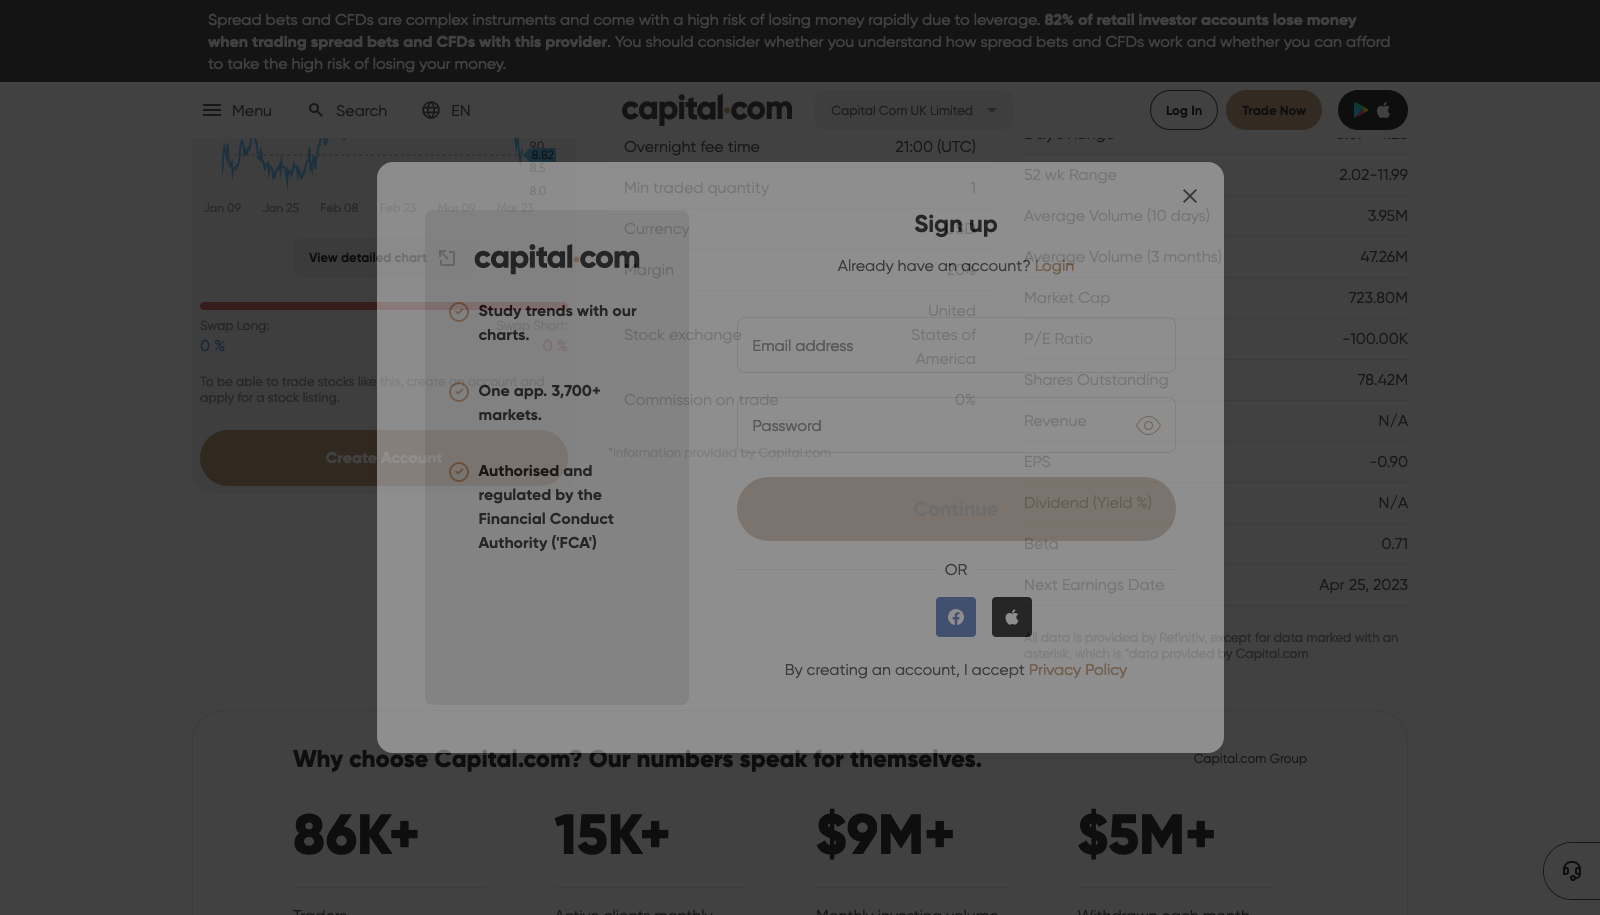 Spread bets and CFDs are complex instruments and come with a high risk of losing money rapidly due to leverage. 82% of retail investor accounts lose money
when trading spread bets and CFDs with this provider. You should consider whether you understand how spread bets and CFDs work and whether you can afford
to take the high risk of losing your money.
Menu
Search
EN
capital.com
Capital Com UK Limited
Log In
Trade Now
90
8.82
8.5
8.0
Jan 09 Jan 25 Feb 08 Feb 23 Mar 09 Mar 23
View detailed chart
Swap Long:
0 %
Swap Short:
0 %
To be able to trade stocks like this, create an account and
apply for a stock listing.
Create Account
Overnight fee time 21:00 (UTC)
Min traded quantity 1
Currency
Margin 20%
Stock exchange
United
States of
America
Commission on trade 0%
*Information provided by Capital.com
52 wk Range 2.02-11.99
Average Volume (10 days) 3.95M
Average Volume (3 months) 47.26M
Market Cap 723.80M
P/E Ratio -100.00K
Shares Outstanding 78.42M
Revenue N/A
EPS -0.90
Dividend (Yield %) N/A
Beta 0.71
Next Earnings Date Apr 25, 2023
All data is provided by Refinitiv, except for data marked with an
asterisk, which is *data provided by Capital.com
capital.com
Study trends with our
charts.
One app. 3,700+
markets.
Authorised and
regulated by the
Financial Conduct
Authority ('FCA')
Sign up
Already have an account? Login
Email address
Password
Continue
OR
By creating an account, I accept Privacy Policy
Why choose Capital.com? Our numbers speak for themselves.
Capital.com Group
86K+ 15K+ $9M+ $5M+
Traders Active clients monthly Monthly investing volume Withdrawn each month